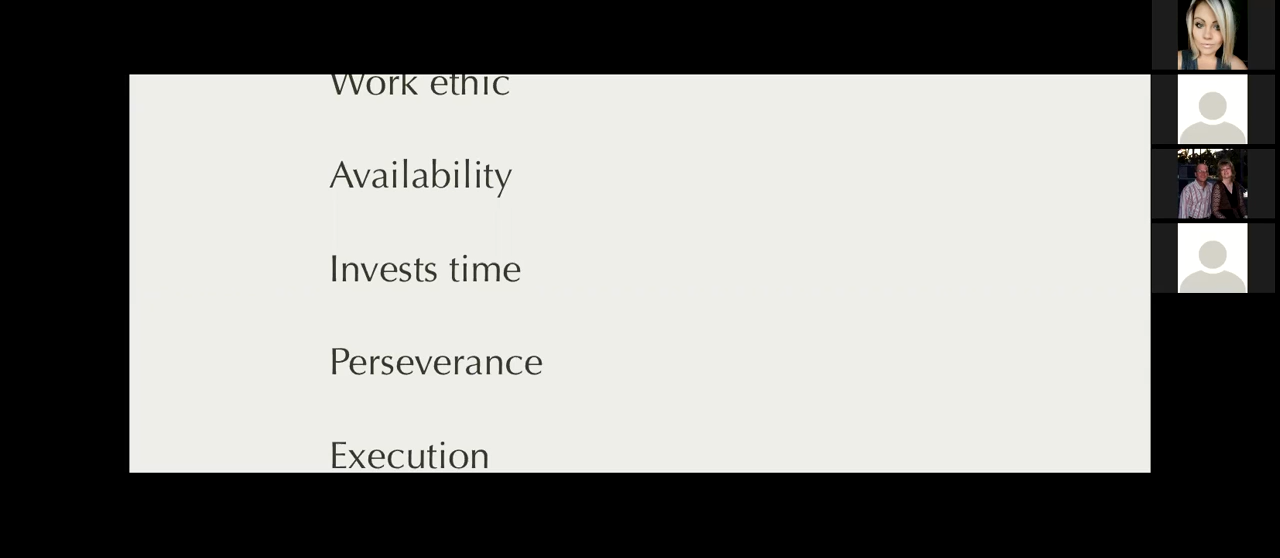 Work ethic
Availability
Invests time
Perseverance
Execution